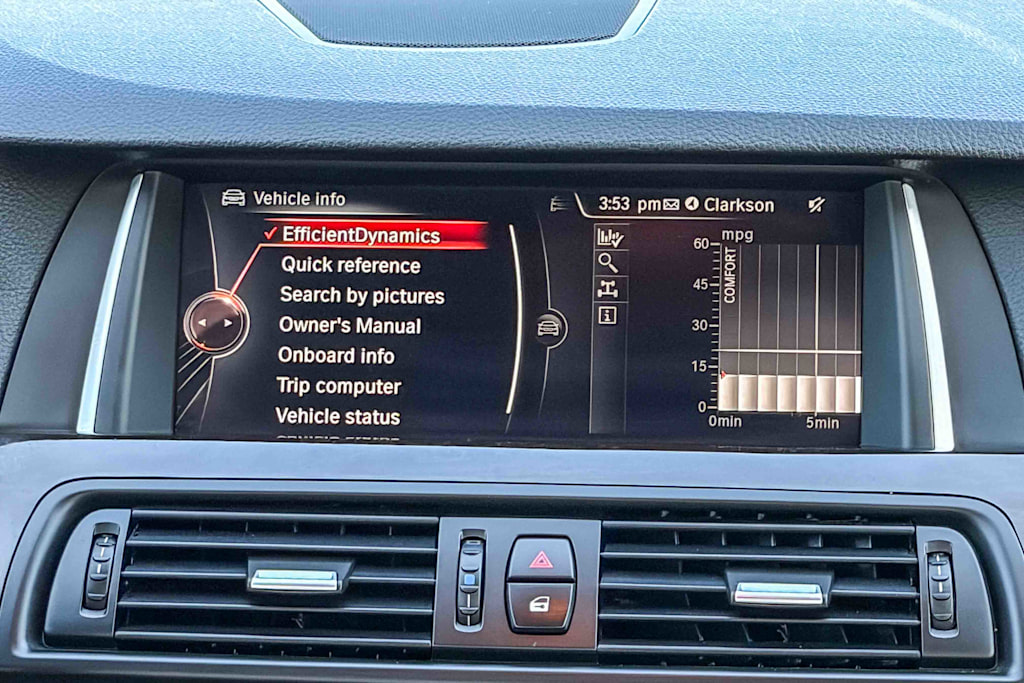 Vehicle info
3:53 pm Clarkson
EfficientDynamics
Quick reference
Search by pictures
Owner's Manual
Onboard info
Trip computer
Vehicle status
mpg
60
45
30
15
0
COMFORT
0min 5min